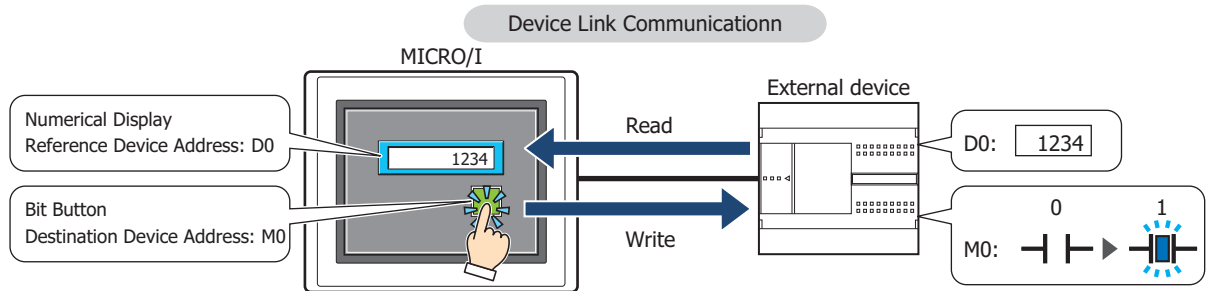 Device Link Communicationn
MICRO/I
External device
Numerical Display
Reference Device Address: D0
1234
Read
D0: 1234
Bit Button
Destination Device Address: M0
Write
0 1
M0: